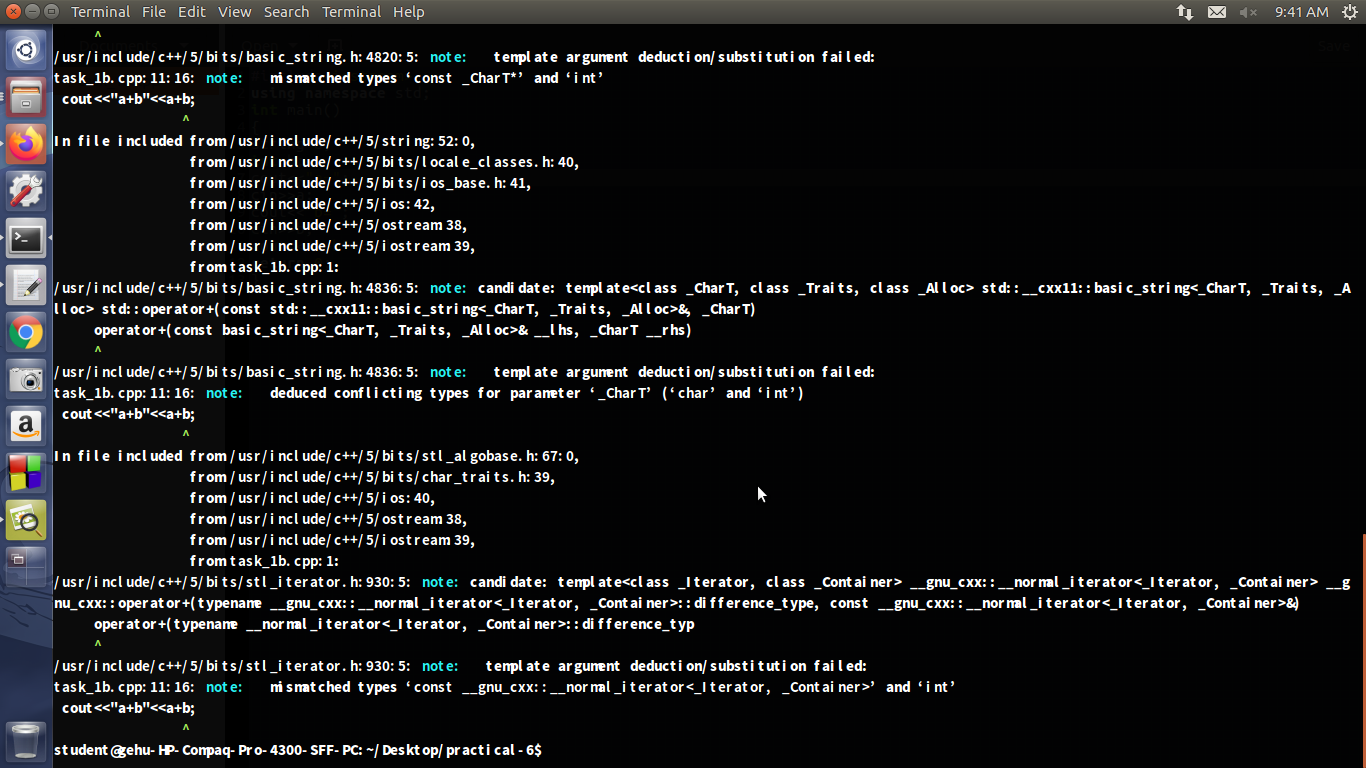 Terminal File Edit View Search Terminal Help 9:41 AM
^
/usr/include/c++/5/bits/basic_string.h:4820:5: note: template argument deduction/substitution failed:
task_1b.cpp:11:16: note: mismatched types ‘const _CharT*’ and ‘int’
cout<<"a+b"<<a+b;
^
In file included from /usr/include/c++/5/string:52:0,
from /usr/include/c++/5/bits/locale_classes.h:40,
from /usr/include/c++/5/bits/ios_base.h:41,
from /usr/include/c++/5/ios:42,
from /usr/include/c++/5/ostream:38,
from /usr/include/c++/5/iostream:39,
from task_1b.cpp:1:
/usr/include/c++/5/bits/basic_string.h:4836:5: note: candidate: template<class _CharT, class _Traits, class _Alloc> std::__cxx11::basic_string<_CharT, _Traits, _A
lloc> std::operator+(const std::__cxx11::basic_string<_CharT, _Traits, _Alloc>&, _CharT)
operator+(const basic_string<_CharT, _Traits, _Alloc>& __lhs, _CharT __rhs)
^
/usr/include/c++/5/bits/basic_string.h:4836:5: note: template argument deduction/substitution failed:
task_1b.cpp:11:16: note: deduced conflicting types for parameter ‘_CharT’ (‘char’ and ‘int’)
cout<<"a+b"<<a+b;
^
In file included from /usr/include/c++/5/bits/stl_algobase.h:67:0,
from /usr/include/c++/5/bits/char_traits.h:39,
from /usr/include/c++/5/ios:40,
from /usr/include/c++/5/ostream:38,
from /usr/include/c++/5/iostream:39,
from task_1b.cpp:1:
/usr/include/c++/5/bits/stl_iterator.h:930:5: note: candidate: template<class _Iterator, class _Container> __gnu_cxx::__normal_iterator<_Iterator, _Container> __g
nu_cxx::operator+(typename __gnu_cxx::__normal_iterator<_Iterator, _Container>::difference_type, const __gnu_cxx::__normal_iterator<_Iterator, _Container>&)
operator+(typename __normal_iterator<_Iterator, _Container>::difference_typ
^
/usr/include/c++/5/bits/stl_iterator.h:930:5: note: template argument deduction/substitution failed:
task_1b.cpp:11:16: note: mismatched types ‘const __gnu_cxx::__normal_iterator<_Iterator, _Container>’ and ‘int’
cout<<"a+b"<<a+b;
^
student@gehu-HP-Compaq-Pro-4300-SFF-PC:~/Desktop/practical-6$